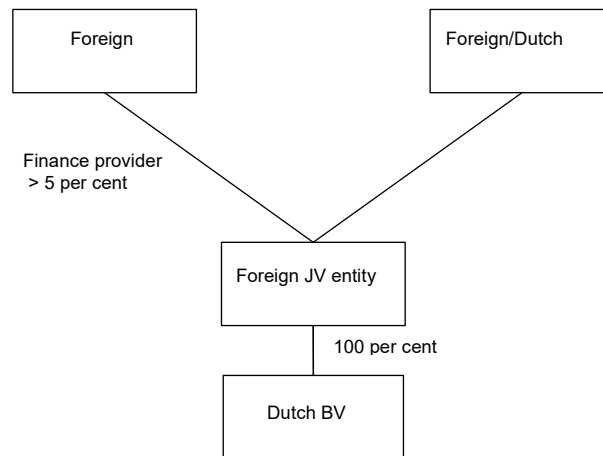 Foreign
Foreign/Dutch
Finance provider
> 5 per cent
Foreign JV entity
100 per cent
Dutch BV